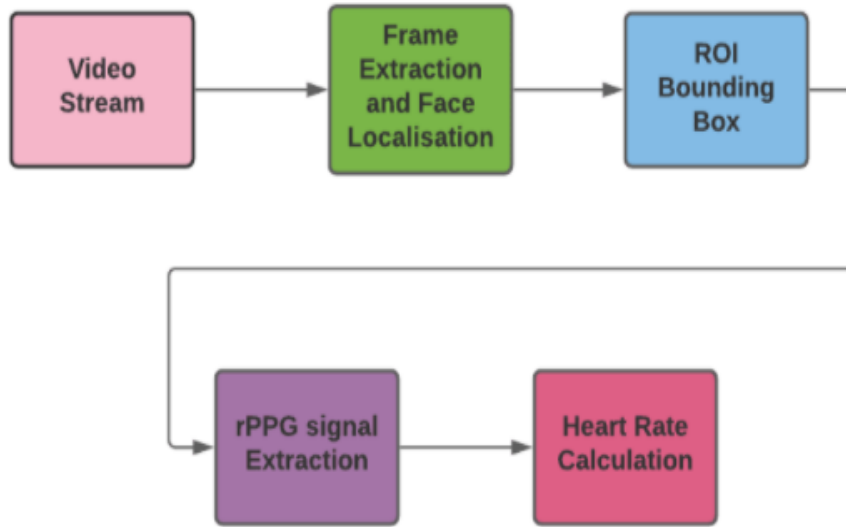 Video
Stream
Frame
Extraction
and Face
Localisation
ROI
Bounding
Box
rPPG signal
Extraction
Heart Rate
Calculation